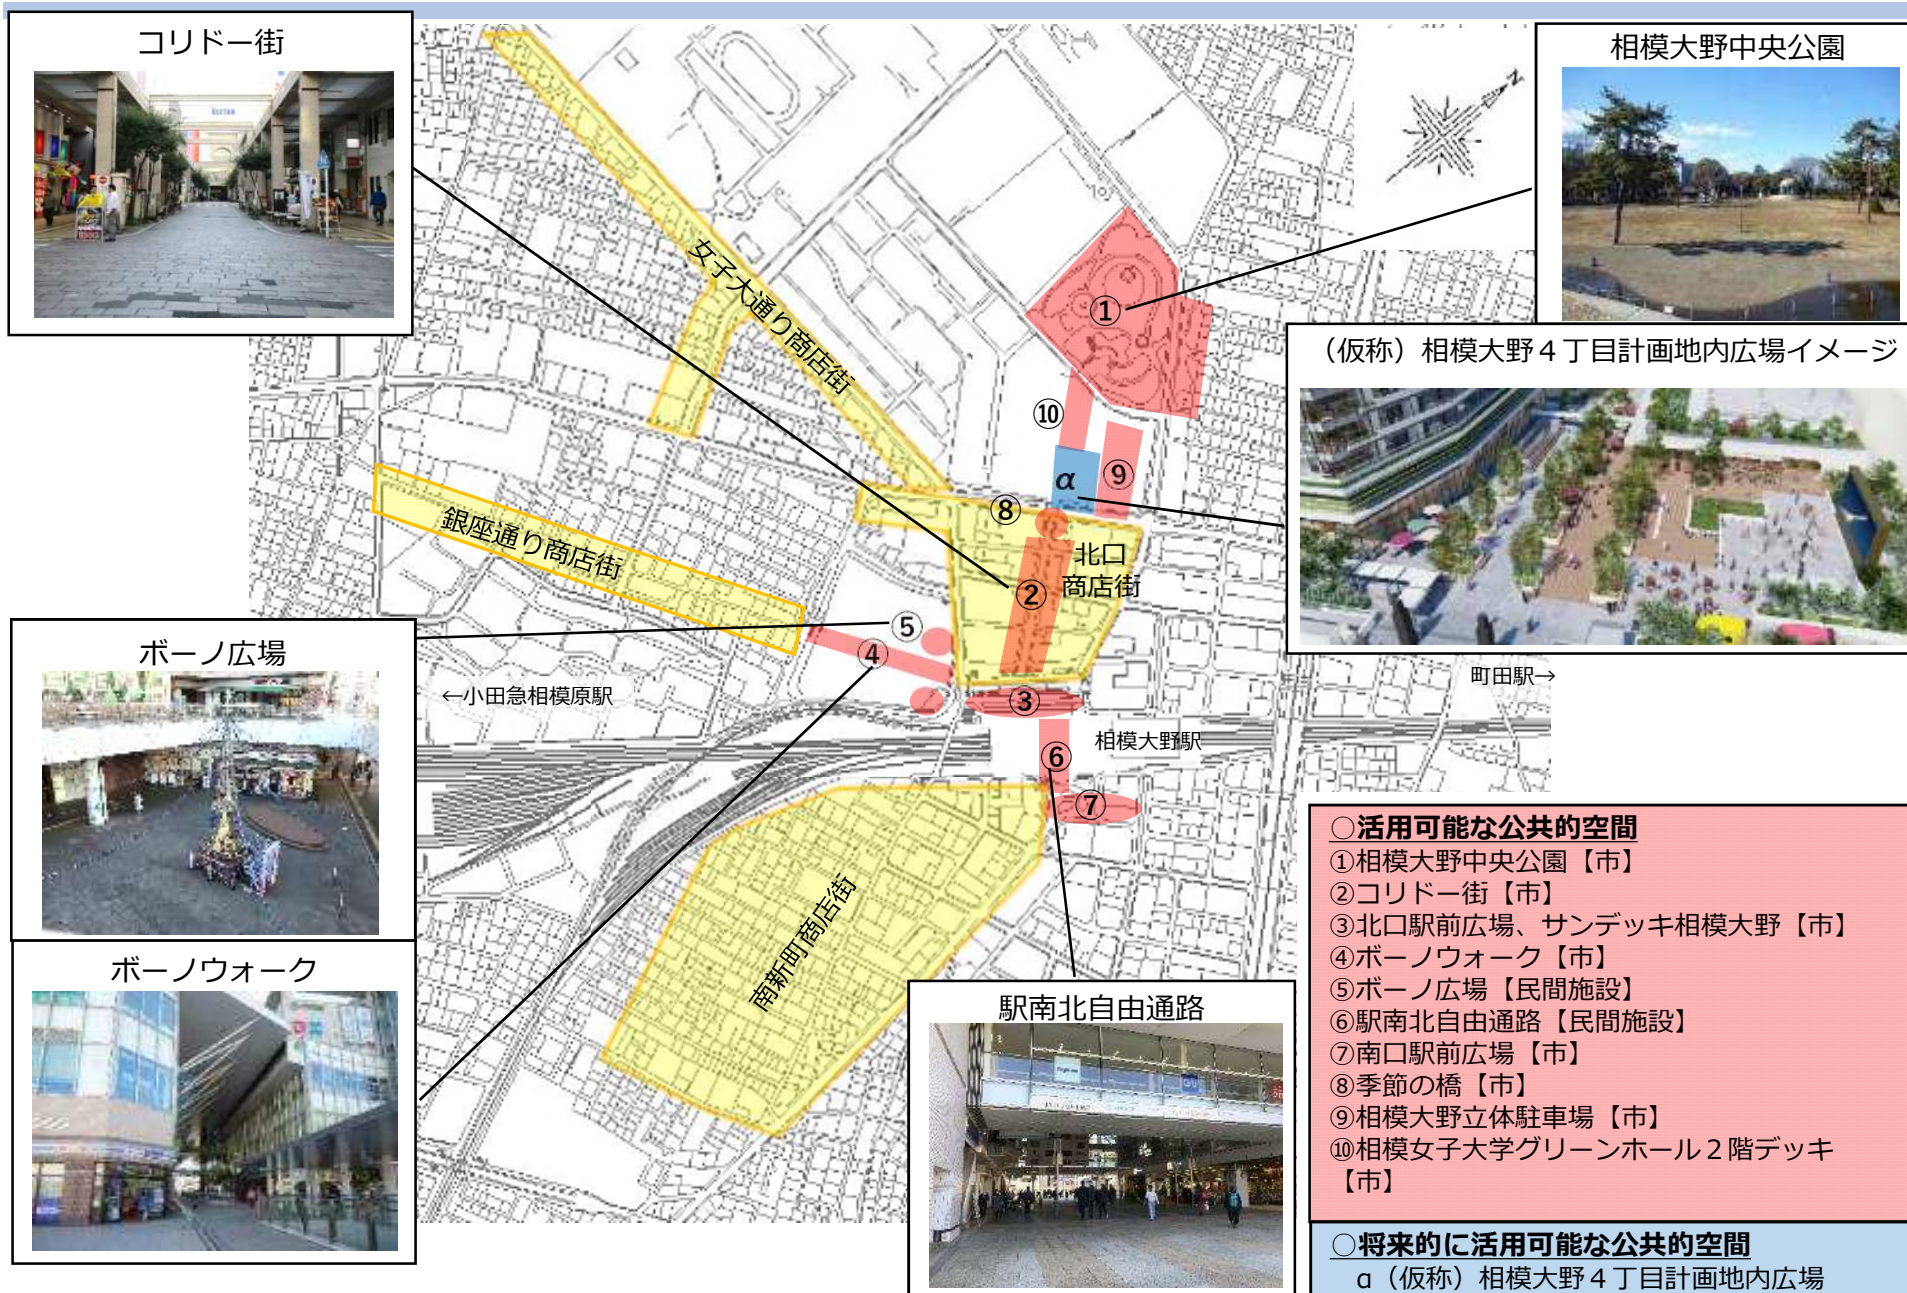 コリドー街
相模大野中央公園
(仮称)相模大野4丁目計画地内広場イメージ
女子大通り商店街
①
⑩
α
⑨
⑧
銀座通り商店街
北口
商店街
②
⑤
④
ボーノ広場
←小田急相模原駅
町田駅→
③
相模大野駅
⑥
⑦
南新町商店街
ボーノウォーク
駅南北自由通路
○活用可能な公共的空間
①相模大野中央公園【市】
②コリドー街【市】
③北口駅前広場、サンデッキ相模大野【市】
④ボーノウォーク【市】
⑤ボーノ広場【民間施設】
⑥駅南北自由通路【民間施設】
⑦南口駅前広場【市】
⑧季節の橋【市】
⑨相模大野立体駐車場【市】
⑩相模女子大学グリーンホール2階デッキ
【市】
○将来的に活用可能な公共的空間
α(仮称)相模大野4丁目計画地内広場